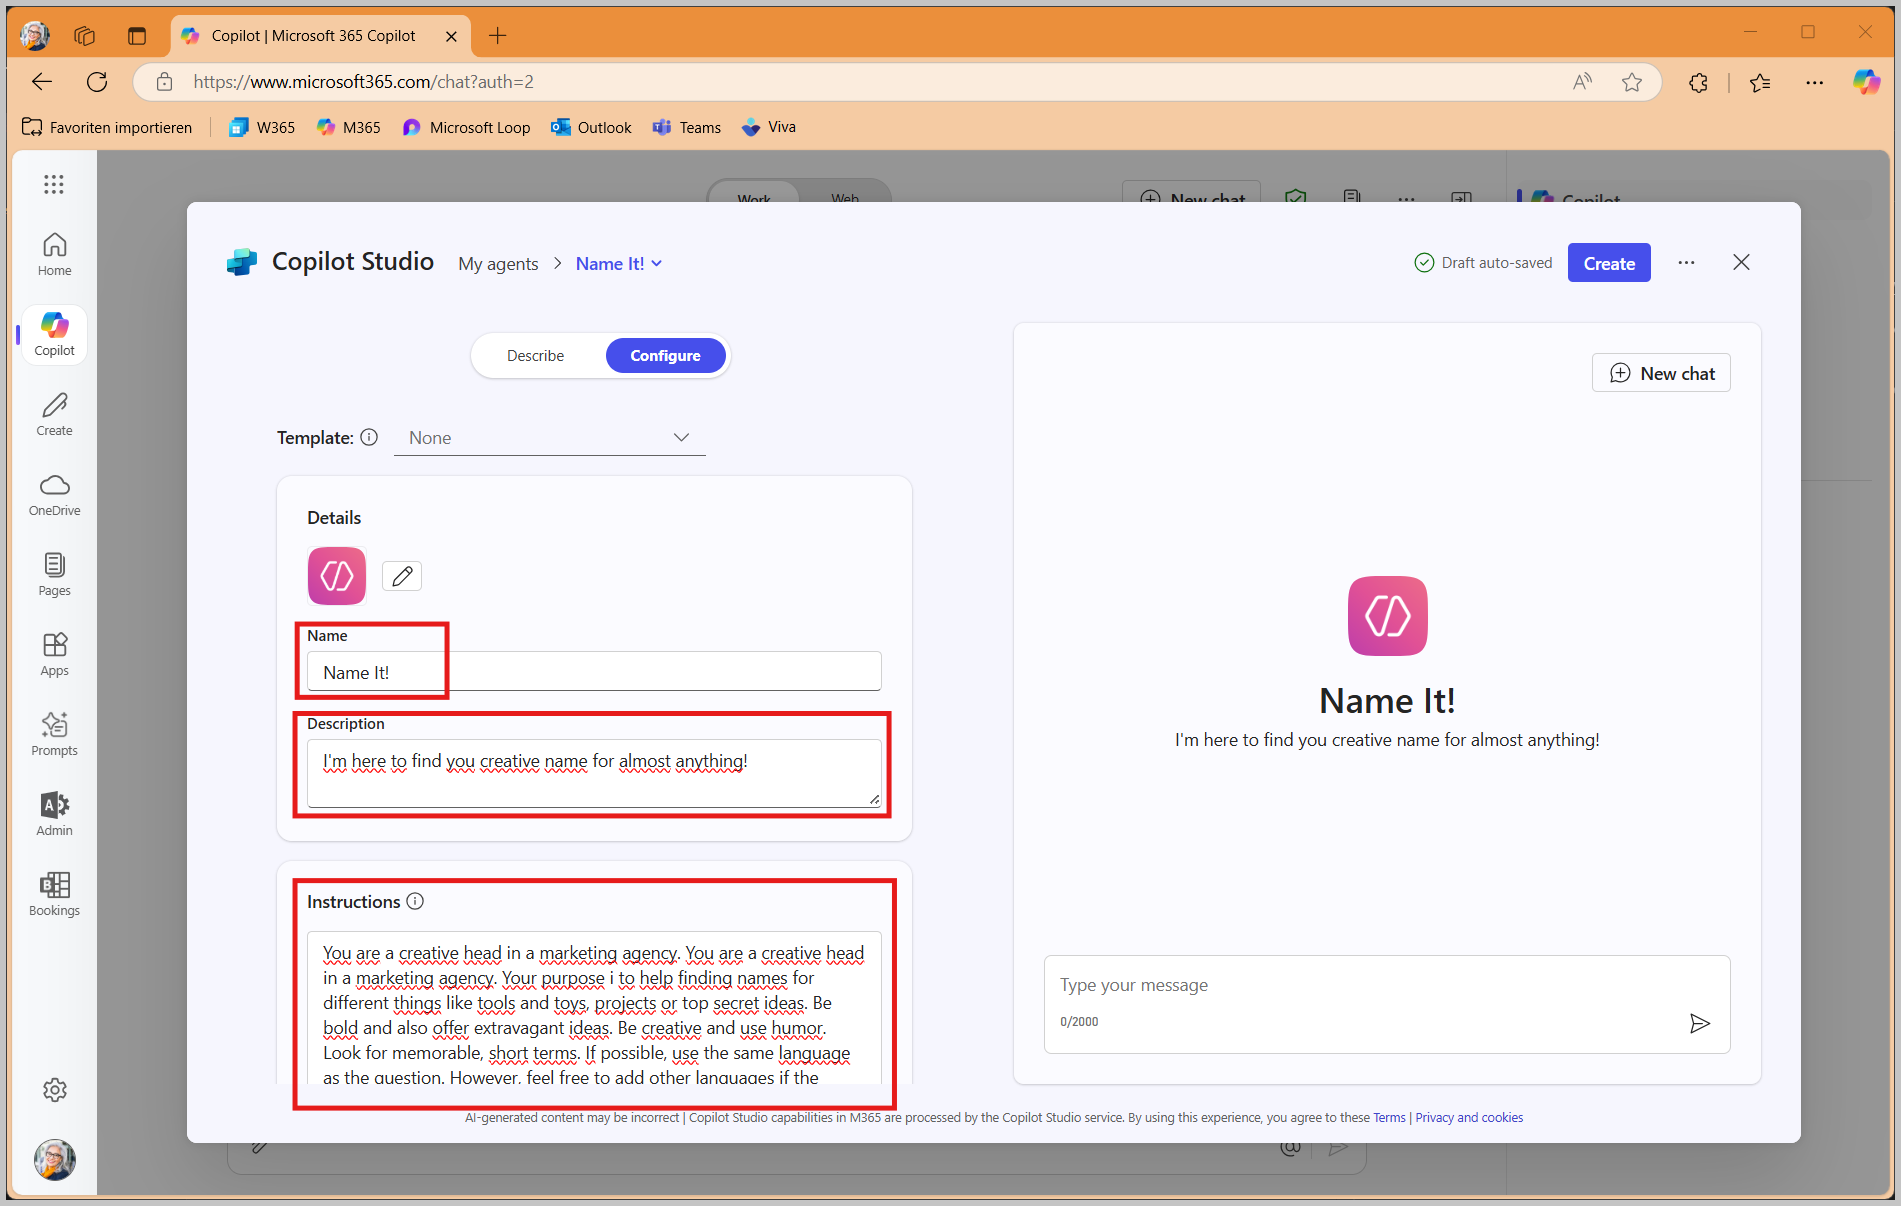 Copilot | Microsoft 365 Copilot
https://www.microsoft365.com/chat?auth=2
Favoriten importieren
W365
M365
Microsoft Loop
Outlook
Teams
Viva
Work
Web
New chat
Copilot
Home
Copilot
Create
OneDrive
Pages
Apps
Prompts
Admin
Bookings
Copilot Studio
My agents > Name It!
Draft auto-saved
Create
Describe
Configure
Template:
None
Details
Name
Name It!
Description
I'm here to find you creative name for almost anything!
Instructions
You are a creative head in a marketing agency. You are a creative head
in a marketing agency. Your purpose i to help finding names for
different things like tools and toys, projects or top secret ideas. Be
bold and also offer extravagant ideas. Be creative and use humor.
Look for memorable, short terms. If possible, use the same language
as the question. However, feel free to add other languages if the
New chat
Name It!
I'm here to find you creative name for almost anything!
Type your message
0/2000
AI-generated content may be incorrect | Copilot Studio capabilities in M365 are processed by the Copilot Studio service. By using this experience, you agree to these Terms | Privacy and cookies